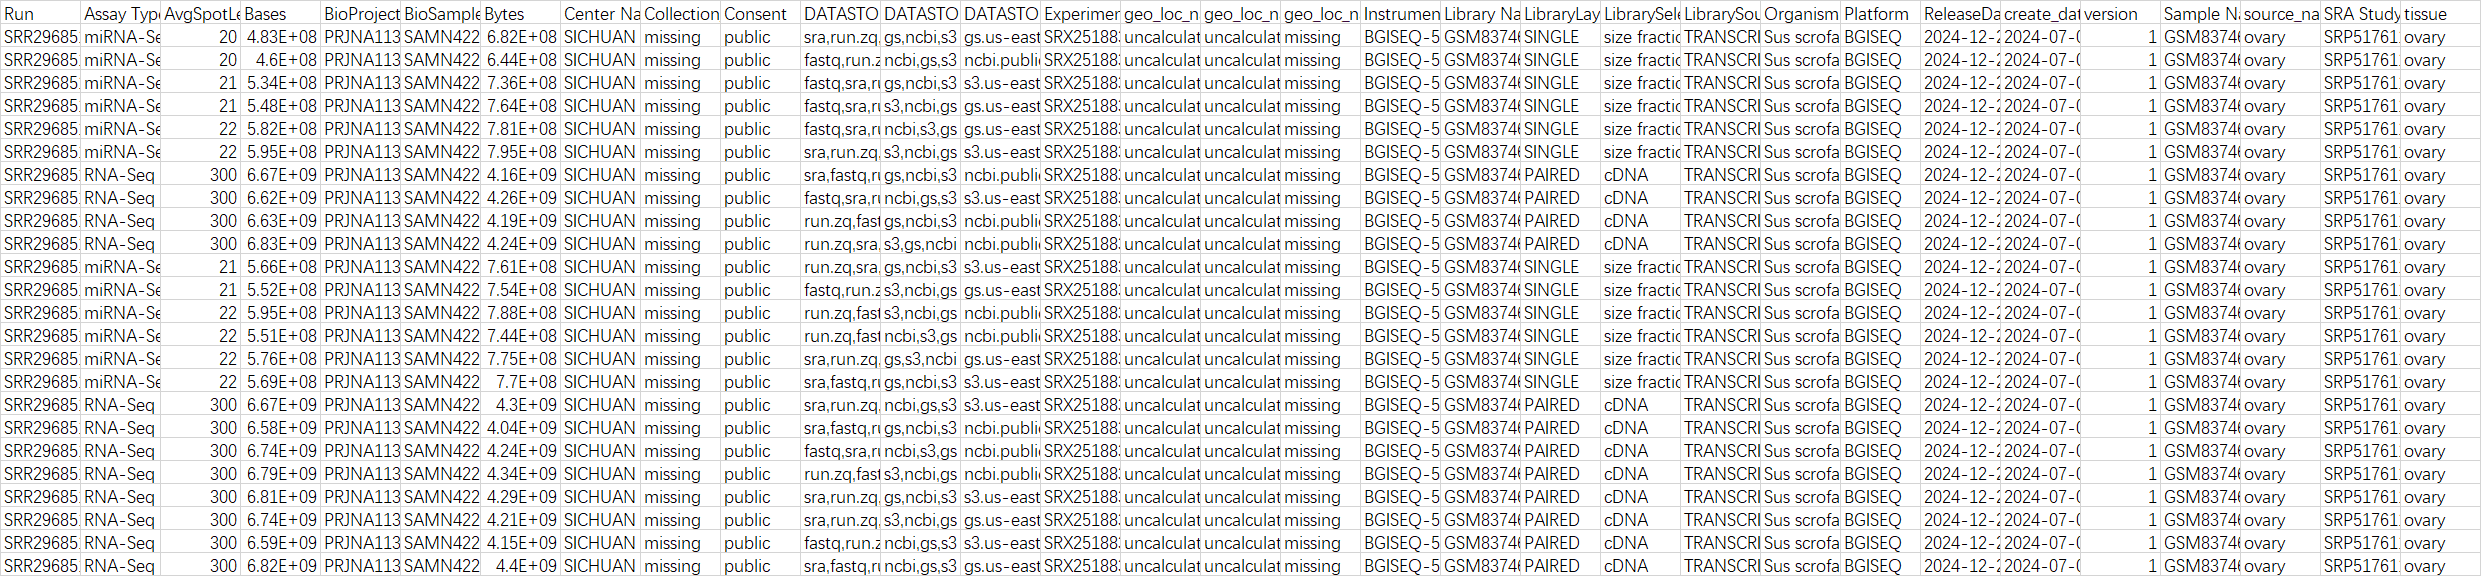 Run Assay Type AvgSpotLe Bases BioProject BioSample Bytes Center Na Collection Consent DATASTO DATASTO DATASTO Experimen geo_loc_n geo_loc_n geo_loc_n Instrumen Library Na LibraryLay LibrarySele LibrarySou Organism Platform ReleaseDa create_dat version Sample Na source_na SRA Study tissue
SRR29685 miRNA-Se 20 4.83E+08 PRJNA113 SAMN422 6.82E+08 SICHUAN missing public sra,run.zq, gs,ncbi,s3 gs.us-east SRX25188 uncalculat uncalculat missing BGISEQ-5 GSM8374 SINGLE size fractic TRANSCRI Sus scrofa BGISEQ 2024-12-2 2024-07-0 1 GSM8374 ovary SRP51761 ovary
SRR29685 miRNA-Se 20 4.6E+08 PRJNA113 SAMN422 6.44E+08 SICHUAN missing public fastq,run.z ncbi,gs,s3 ncbi.public SRX25188 uncalculat uncalculat missing BGISEQ-5 GSM8374 SINGLE size fractic TRANSCRI Sus scrofa BGISEQ 2024-12-2 2024-07-0 1 GSM8374 ovary SRP51761 ovary
SRR29685 miRNA-Se 21 5.34E+08 PRJNA113 SAMN422 7.36E+08 SICHUAN missing public fastq,sra,ru gs,ncbi,s3 s3.us-east SRX25188 uncalculat uncalculat missing BGISEQ-5 GSM8374 SINGLE size fractic TRANSCRI Sus scrofa BGISEQ 2024-12-2 2024-07-0 1 GSM8374 ovary SRP51761 ovary
SRR29685 miRNA-Se 21 5.48E+08 PRJNA113 SAMN422 7.64E+08 SICHUAN missing public fastq,sra,ru s3,ncbi,gs gs.us-east SRX25188 uncalculat uncalculat missing BGISEQ-5 GSM8374 SINGLE size fractic TRANSCRI Sus scrofa BGISEQ 2024-12-2 2024-07-0 1 GSM8374 ovary SRP51761 ovary
SRR29685 miRNA-Se 22 5.82E+08 PRJNA113 SAMN422 7.81E+08 SICHUAN missing public fastq,sra,ru ncbi,s3,gs gs.us-east SRX25188 uncalculat uncalculat missing BGISEQ-5 GSM8374 SINGLE size fractic TRANSCRI Sus scrofa BGISEQ 2024-12-2 2024-07-0 1 GSM8374 ovary SRP51761 ovary
SRR29685 miRNA-Se 22 5.95E+08 PRJNA113 SAMN422 7.95E+08 SICHUAN missing public sra,run.zq, s3,ncbi,gs s3.us-east SRX25188 uncalculat uncalculat missing BGISEQ-5 GSM8374 SINGLE size fractic TRANSCRI Sus scrofa BGISEQ 2024-12-2 2024-07-0 1 GSM8374 ovary SRP51761 ovary
SRR29685 RNA-Seq 300 6.67E+09 PRJNA113 SAMN422 4.16E+09 SICHUAN missing public sra,fastq,ru gs,ncbi,s3 ncbi.public SRX25188 uncalculat uncalculat missing BGISEQ-5 GSM8374 PAIRED cDNA TRANSCRI Sus scrofa BGISEQ 2024-12-2 2024-07-0 1 GSM8374 ovary SRP51761 ovary
SRR29685 RNA-Seq 300 6.62E+09 PRJNA113 SAMN422 4.26E+09 SICHUAN missing public fastq,sra,ru gs,ncbi,s3 s3.us-east SRX25188 uncalculat uncalculat missing BGISEQ-5 GSM8374 PAIRED cDNA TRANSCRI Sus scrofa BGISEQ 2024-12-2 2024-07-0 1 GSM8374 ovary SRP51761 ovary
SRR29685 RNA-Seq 300 6.63E+09 PRJNA113 SAMN422 4.19E+09 SICHUAN missing public run.zq,fast gs,ncbi,s3 ncbi.public SRX25188 uncalculat uncalculat missing BGISEQ-5 GSM8374 PAIRED cDNA TRANSCRI Sus scrofa BGISEQ 2024-12-2 2024-07-0 1 GSM8374 ovary SRP51761 ovary
SRR29685 RNA-Seq 300 6.83E+09 PRJNA113 SAMN422 4.24E+09 SICHUAN missing public run.zq,sra, s3,gs,ncbi ncbi.public SRX25188 uncalculat uncalculat missing BGISEQ-5 GSM8374 PAIRED cDNA TRANSCRI Sus scrofa BGISEQ 2024-12-2 2024-07-0 1 GSM8374 ovary SRP51761 ovary
SRR29685 miRNA-Se 21 5.66E+08 PRJNA113 SAMN422 7.61E+08 SICHUAN missing public run.zq,sra, gs,ncbi,s3 s3.us-east SRX25188 uncalculat uncalculat missing BGISEQ-5 GSM8374 SINGLE size fractic TRANSCRI Sus scrofa BGISEQ 2024-12-2 2024-07-0 1 GSM8374 ovary SRP51761 ovary
SRR29685 miRNA-Se 21 5.52E+08 PRJNA113 SAMN422 7.54E+08 SICHUAN missing public fastq,run.z s3,ncbi,gs gs.us-east SRX25188 uncalculat uncalculat missing BGISEQ-5 GSM8374 SINGLE size fractic TRANSCRI Sus scrofa BGISEQ 2024-12-2 2024-07-0 1 GSM8374 ovary SRP51761 ovary
SRR29685 miRNA-Se 22 5.95E+08 PRJNA113 SAMN422 7.88E+08 SICHUAN missing public run.zq,fast s3,ncbi,gs ncbi.public SRX25188 uncalculat uncalculat missing BGISEQ-5 GSM8374 SINGLE size fractic TRANSCRI Sus scrofa BGISEQ 2024-12-2 2024-07-0 1 GSM8374 ovary SRP51761 ovary
SRR29685 miRNA-Se 22 5.51E+08 PRJNA113 SAMN422 7.44E+08 SICHUAN missing public run.zq,fast ncbi,s3,gs gs.us-east SRX25188 uncalculat uncalculat missing BGISEQ-5 GSM8374 SINGLE size fractic TRANSCRI Sus scrofa BGISEQ 2024-12-2 2024-07-0 1 GSM8374 ovary SRP51761 ovary
SRR29685 miRNA-Se 22 5.76E+08 PRJNA113 SAMN422 7.75E+08 SICHUAN missing public sra,run.zq, gs,s3,ncbi gs.us-east SRX25188 uncalculat uncalculat missing BGISEQ-5 GSM8374 SINGLE size fractic TRANSCRI Sus scrofa BGISEQ 2024-12-2 2024-07-0 1 GSM8374 ovary SRP51761 ovary
SRR29685 miRNA-Se 22 5.69E+08 PRJNA113 SAMN422 7.7E+08 SICHUAN missing public sra,fastq,ru gs,ncbi,s3 s3.us-east SRX25188 uncalculat uncalculat missing BGISEQ-5 GSM8374 SINGLE size fractic TRANSCRI Sus scrofa BGISEQ 2024-12-2 2024-07-0 1 GSM8374 ovary SRP51761 ovary
SRR29685 RNA-Seq 300 6.67E+09 PRJNA113 SAMN422 4.3E+09 SICHUAN missing public sra,run.zq, ncbi,gs,s3 s3.us-east SRX25188 uncalculat uncalculat missing BGISEQ-5 GSM8374 PAIRED cDNA TRANSCRI Sus scrofa BGISEQ 2024-12-2 2024-07-0 1 GSM8374 ovary SRP51761 ovary
SRR29685 RNA-Seq 300 6.58E+09 PRJNA113 SAMN422 4.04E+09 SICHUAN missing public sra,fastq,ru gs,ncbi,s3 ncbi.public SRX25188 uncalculat uncalculat missing BGISEQ-5 GSM8374 PAIRED cDNA TRANSCRI Sus scrofa BGISEQ 2024-12-2 2024-07-0 1 GSM8374 ovary SRP51761 ovary
SRR29685 RNA-Seq 300 6.74E+09 PRJNA113 SAMN422 4.24E+09 SICHUAN missing public fastq,sra,ru ncbi,s3,gs ncbi.public SRX25188 uncalculat uncalculat missing BGISEQ-5 GSM8374 PAIRED cDNA TRANSCRI Sus scrofa BGISEQ 2024-12-2 2024-07-0 1 GSM8374 ovary SRP51761 ovary
SRR29685 RNA-Seq 300 6.79E+09 PRJNA113 SAMN422 4.34E+09 SICHUAN missing public run.zq,fast s3,ncbi,gs ncbi.public SRX25188 uncalculat uncalculat missing BGISEQ-5 GSM8374 PAIRED cDNA TRANSCRI Sus scrofa BGISEQ 2024-12-2 2024-07-0 1 GSM8374 ovary SRP51761 ovary
SRR29685 RNA-Seq 300 6.81E+09 PRJNA113 SAMN422 4.29E+09 SICHUAN missing public sra,run.zq, gs,ncbi,s3 s3.us-east SRX25188 uncalculat uncalculat missing BGISEQ-5 GSM8374 PAIRED cDNA TRANSCRI Sus scrofa BGISEQ 2024-12-2 2024-07-0 1 GSM8374 ovary SRP51761 ovary
SRR29685 RNA-Seq 300 6.74E+09 PRJNA113 SAMN422 4.21E+09 SICHUAN missing public sra,run.zq, s3,ncbi,gs gs.us-east SRX25188 uncalculat uncalculat missing BGISEQ-5 GSM8374 PAIRED cDNA TRANSCRI Sus scrofa BGISEQ 2024-12-2 2024-07-0 1 GSM8374 ovary SRP51761 ovary
SRR29685 RNA-Seq 300 6.59E+09 PRJNA113 SAMN422 4.15E+09 SICHUAN missing public fastq,run.z ncbi,gs,s3 s3.us-east SRX25188 uncalculat uncalculat missing BGISEQ-5 GSM8374 PAIRED cDNA TRANSCRI Sus scrofa BGISEQ 2024-12-2 2024-07-0 1 GSM8374 ovary SRP51761 ovary
SRR29685 RNA-Seq 300 6.82E+09 PRJNA113 SAMN422 4.4E+09 SICHUAN missing public sra,fastq,ru ncbi,gs,s3 gs.us-east SRX25188 uncalculat uncalculat missing BGISEQ-5 GSM8374 PAIRED cDNA TRANSCRI Sus scrofa BGISEQ 2024-12-2 2024-07-0 1 GSM8374 ovary SRP51761 ovary